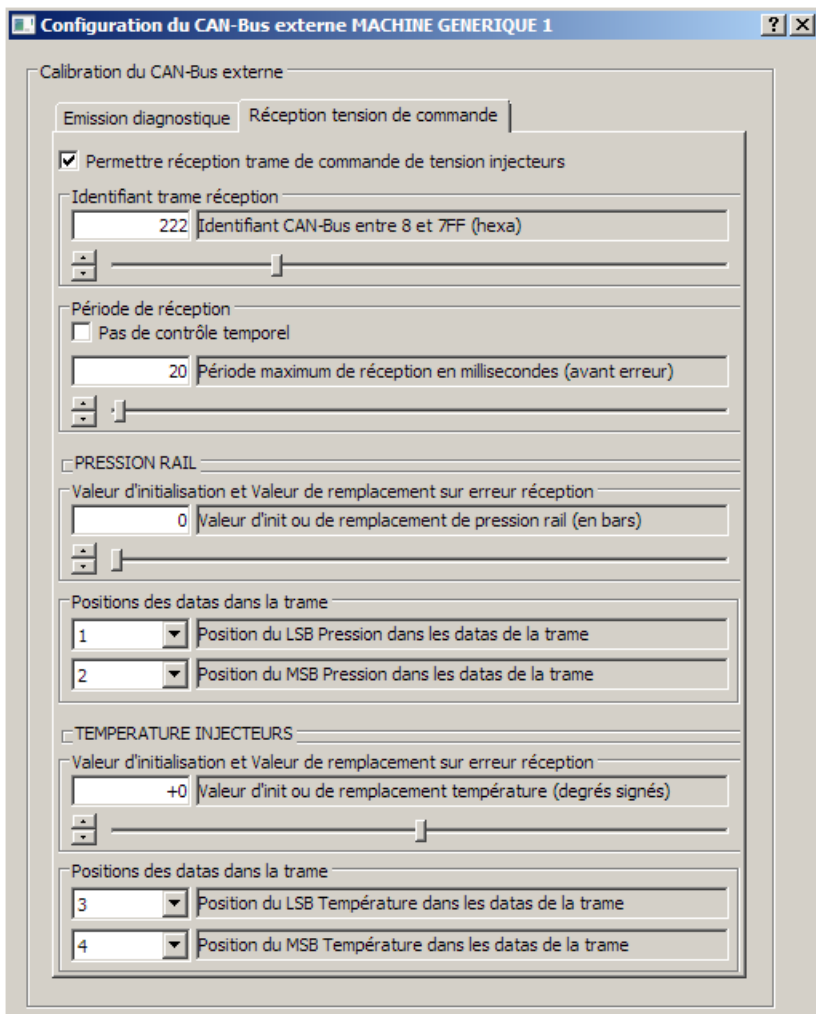 Configuration du CAN-Bus externe MACHINE GENERIQUE 1
Calibration du CAN-Bus externe
Emission diagnostique
Réception tension de commande
Permettre réception trame de commande de tension injecteurs
Identifiant trame réception
222 Identifiant CAN-Bus entre 8 et 7FF (hexa)
Période de réception
Pas de contrôle temporel
20 Période maximum de réception en millisecondes (avant erreur)
PRESSION RAIL
Valeur d'initialisation et Valeur de remplacement sur erreur réception
0 Valeur d'init ou de remplacement de pression rail (en bars)
Positions des datas dans la trame
1 Position du LSB Pression dans les datas de la trame
2 Position du MSB Pression dans les datas de la trame
TEMPERATURE INJECTEURS
Valeur d'initialisation et Valeur de remplacement sur erreur réception
+0 Valeur d'init ou de remplacement température (degrés signés)
Positions des datas dans la trame
3 Position du LSB Température dans les datas de la trame
4 Position du MSB Température dans les datas de la trame